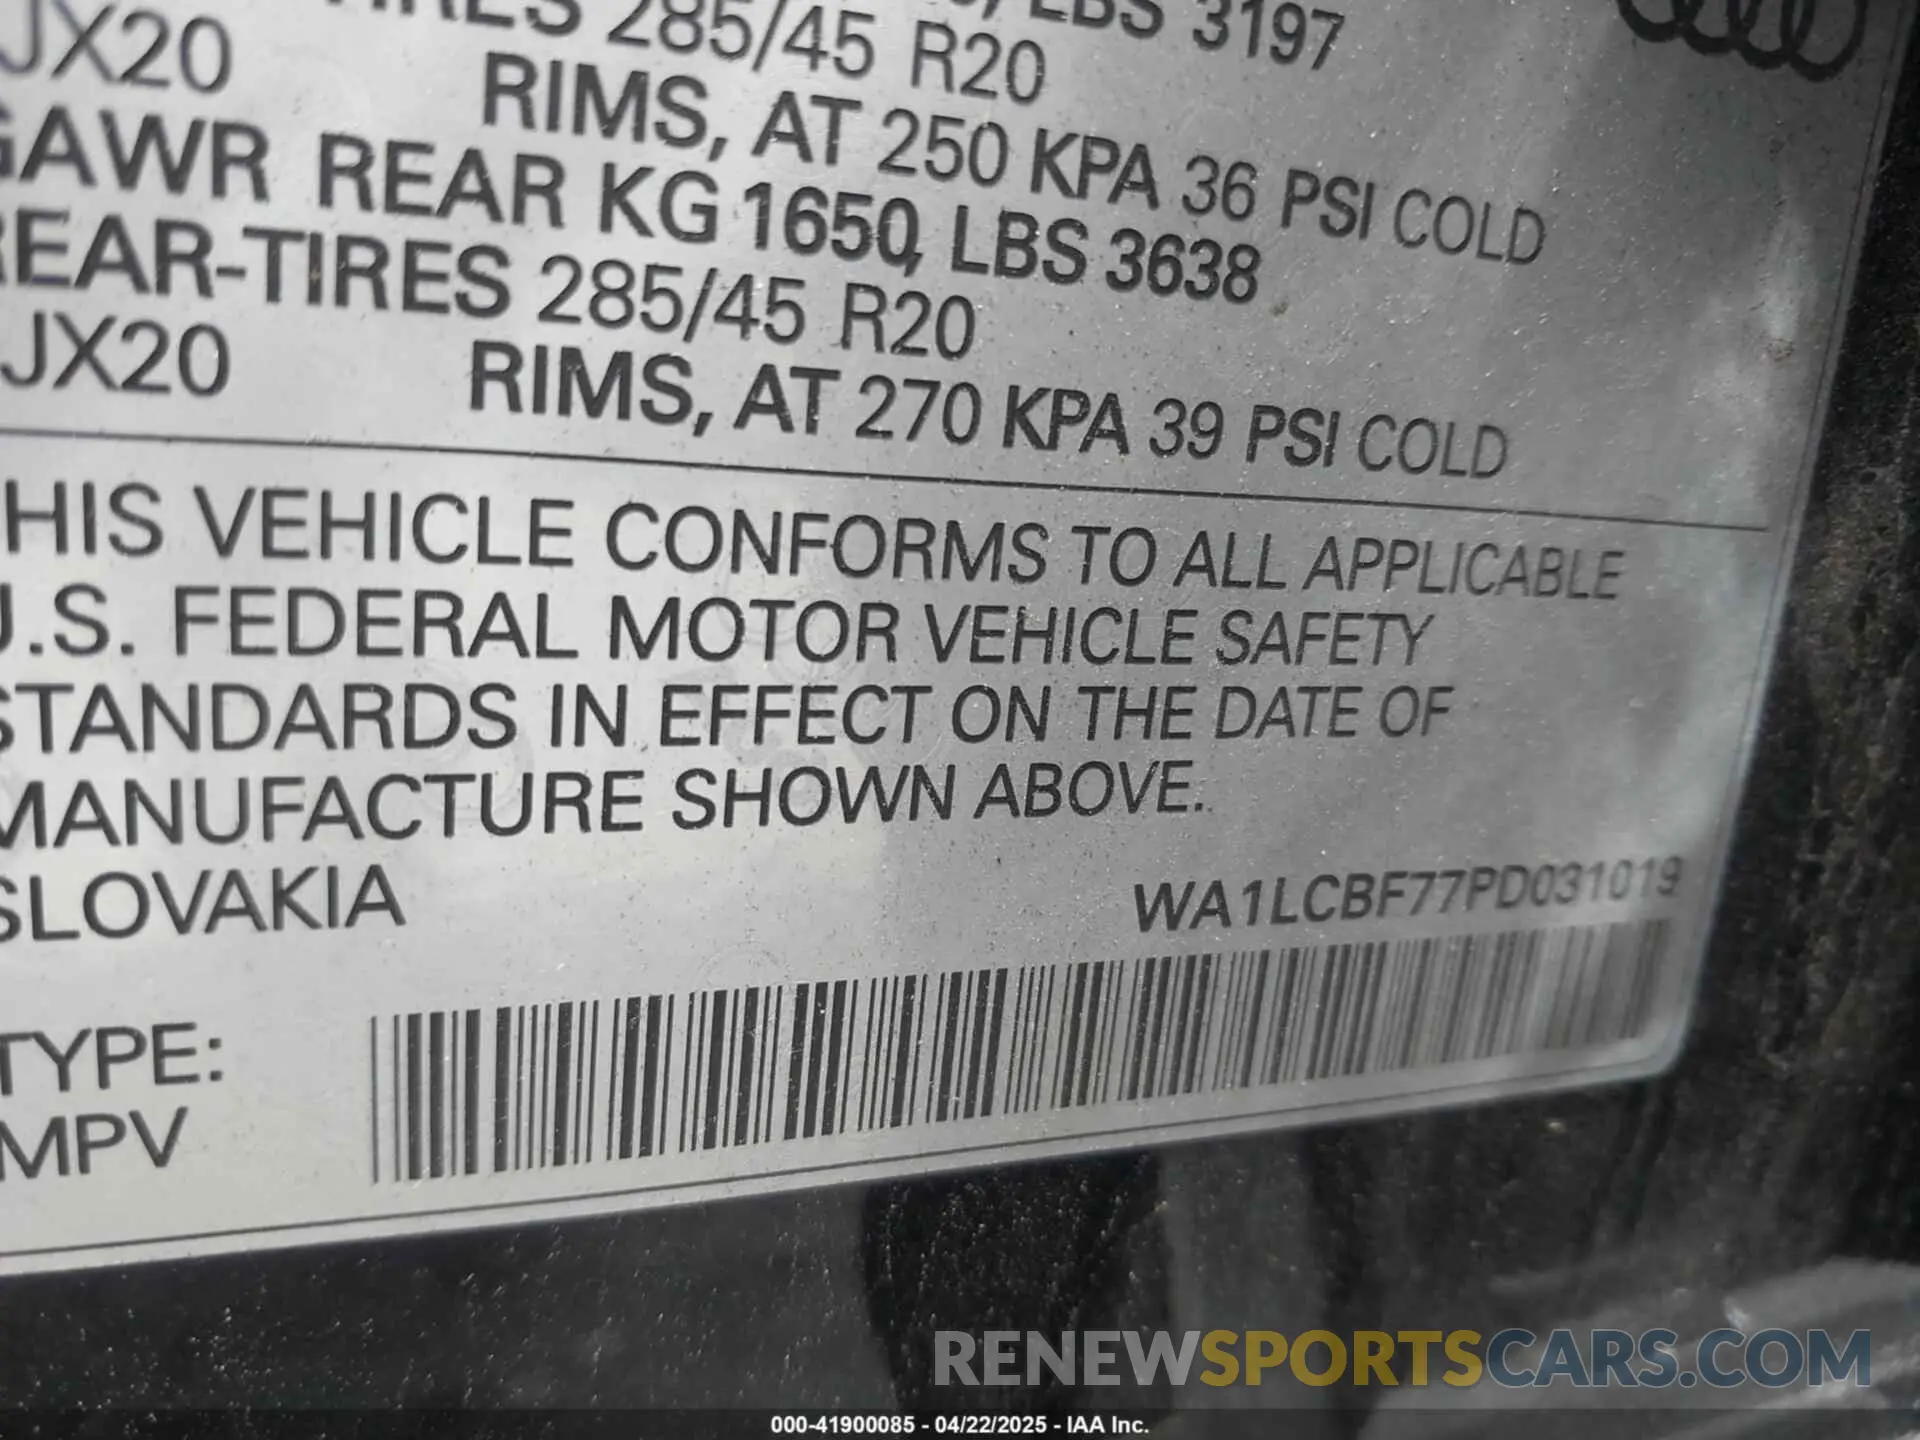 LBS 3197
TIRES 285/45 R20
JX20 RIMS, AT 250 KPA 36 PSI COLD
GAWR REAR KG 1650, LBS 3638
REAR-TIRES 285/45 R20
JX20 RIMS, AT 270 KPA 39 PSI COLD
THIS VEHICLE CONFORMS TO ALL APPLICABLE
U.S. FEDERAL MOTOR VEHICLE SAFETY
STANDARDS IN EFFECT ON THE DATE OF
MANUFACTURE SHOWN ABOVE.
SLOVAKIA
WA1LCBF77PD031019
TYPE:
MPV
RENEWSPORTSCARS.COM
000-41900085 - 04/22/2025 - IAA Inc.